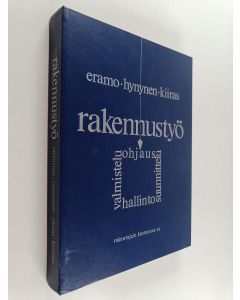 eramo·hynynen·kiiras
rakennustyö
ohjaus
valmistelu
suunnittelu
hallinto
rakentajain kustannus oy
rakennustyö